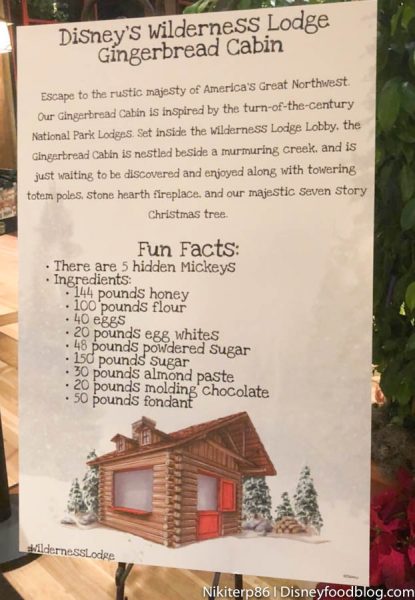 Disney's Wilderness Lodge
Gingerbread Cabin
Escape to the rustic majesty of America's Great Northwest.
Our Gingerbread Cabin is inspired by the turn-of-the-century
National Park Lodges. Set inside the Wilderness Lodge Lobby, the
Gingerbread Cabin is nestled beside a murmuring creek, and is
just waiting to be discovered and enjoyed along with towering
totem poles, stone hearth fireplace, and our majestic seven story
Christmas tree.
Fun Facts:
• There are 5 hidden Mickeys
• Ingredients:
• 144 pounds honey
• 100 pounds flour
• 40 eggs
• 20 pounds egg whites
• 48 pounds powdered sugar
• 150 pounds sugar
• 30 pounds almond paste
• 20 pounds molding chocolate
• 50 pounds fondant
#WildernessLodge
©Disney
Nikiterp86 | Disneyfoodblog.com